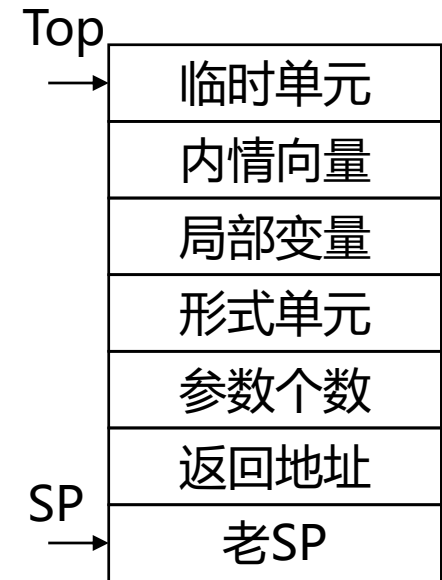 Top
临时单元
内情向量
局部变量
形式单元
参数个数
返回地址
SP
老SP